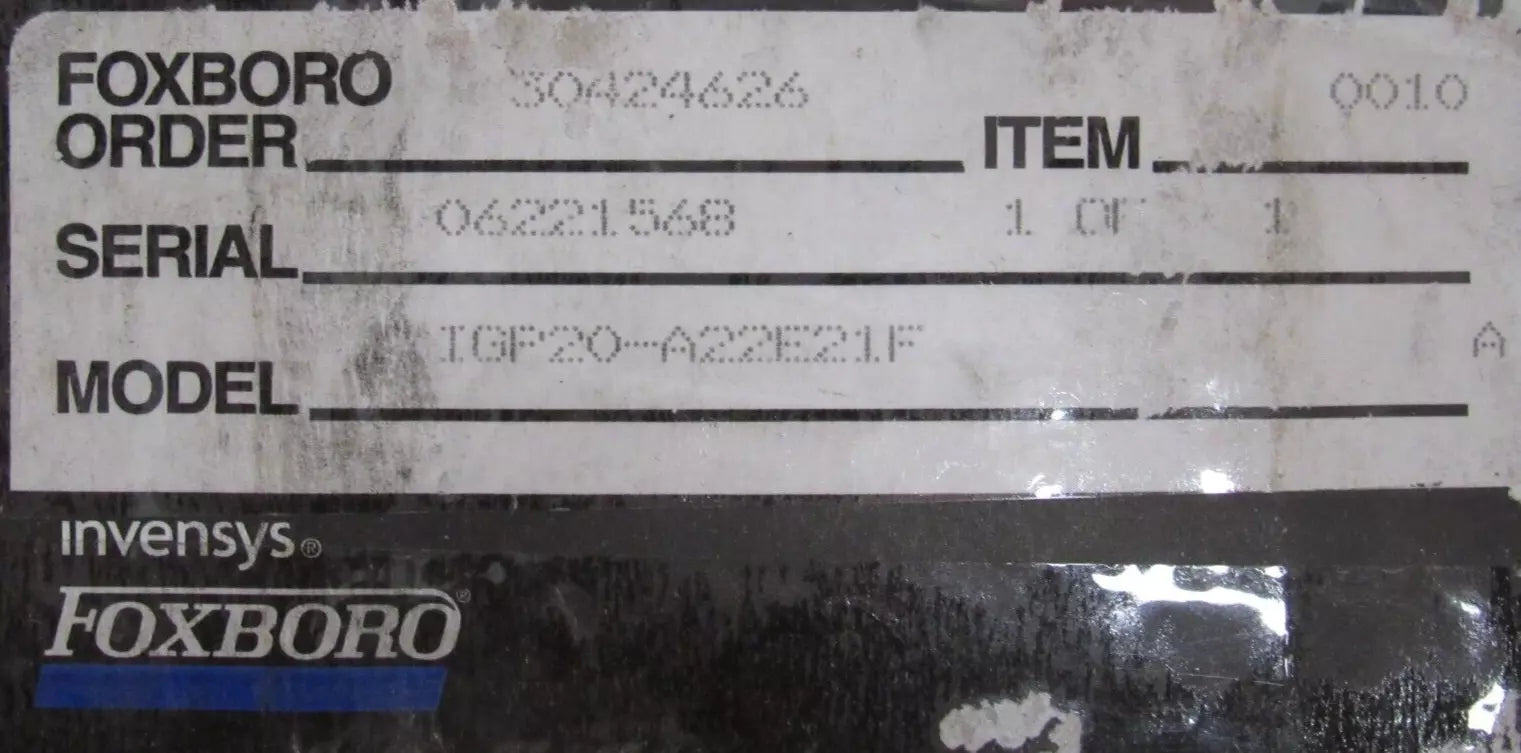 FOXBORO 30424626 0010
ORDER ITEM
06221568 1 OF 1
SERIAL
IGP20-A22E21F A
MODEL
invensys®
FOXBORO®